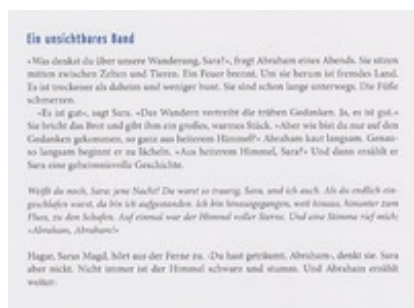 Ein unsichtbares Band
»Was denkst du über unsere Wanderung, Sara?«, fragt Abraham eines Abends. Sie sitzen
mitten zwischen Zelten und Tieren. Ein Feuer brennt. Um sie herum ist fremdes Land.
Es ist trockener als daheim und weniger bunt. Sie sind schon lange unterwegs. Die Füße
schmerzen.
»Es ist gut«, sagt Sara. »Das Wandern vertreibt die trüben Gedanken. Ja, es ist gut.«
Sie bricht das Brot und gibt ihm ein großes, warmes Stück. »Aber wie bist du nur auf den
Gedanken gekommen, so ganz aus heiterem Himmel?« Abraham kaut langsam. Genau-
so langsam beginnt er zu lächeln. »Aus heiterem Himmel, Sara?« Und dann erzählt er
Sara eine geheimnisvolle Geschichte.
Weißt du noch, Sara: jene Nacht? Du warst so traurig, Sara, und ich auch. Als du endlich ein-
geschlafen warst, da bin ich aufgestanden. Ich bin hinausgegangen, weit hinaus, hinunter zum
Fluss, zu den Schafen. Auf einmal war der Himmel voller Sterne. Und eine Stimme rief mich:
»Abraham, Abraham!«
Hagar, Saras Magd, hört aus der Ferne zu. ›Du hast geträumt, Abraham‹, denkt sie. Sara
aber nickt. Nicht immer ist der Himmel schwarz und stumm. Und Abraham erzählt
weiter: